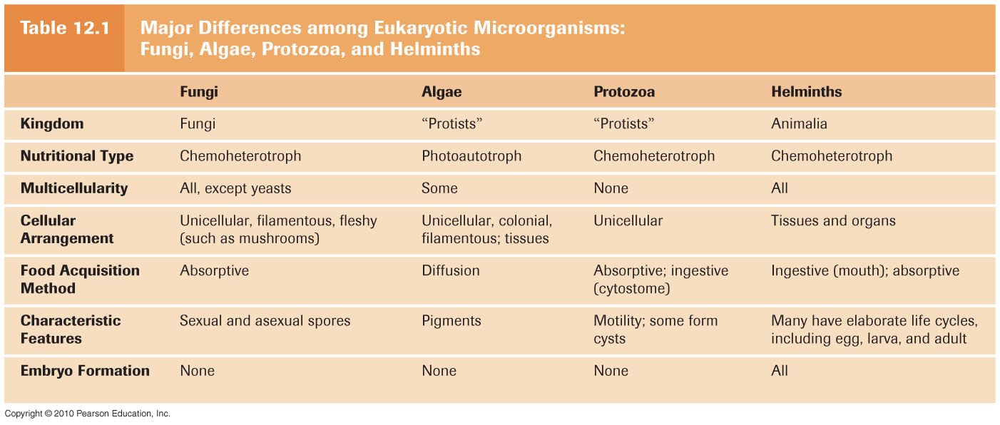 Table 12.1 Major Differences among Eukaryotic Microorganisms:
Fungi, Algae, Protozoa, and Helminths
Fungi Algae Protozoa Helminths
Kingdom Fungi “Protists” “Protists” Animalia
Nutritional Type Chemoheterotroph Photoautotroph Chemoheterotroph Chemoheterotroph
Multicellularity All, except yeasts Some None All
Cellular Unicellular, filamentous, fleshy Unicellular, colonial, Unicellular Tissues and organs
Arrangement (such as mushrooms) filamentous; tissues
Food Acquisition Absorptive Diffusion Absorptive; ingestive Ingestive (mouth); absorptive
Method (cytostome)
Characteristic Sexual and asexual spores Pigments Motility; some form Many have elaborate life cycles,
Features cysts including egg, larva, and adult
Embryo Formation None None None All
Copyright © 2010 Pearson Education, Inc.